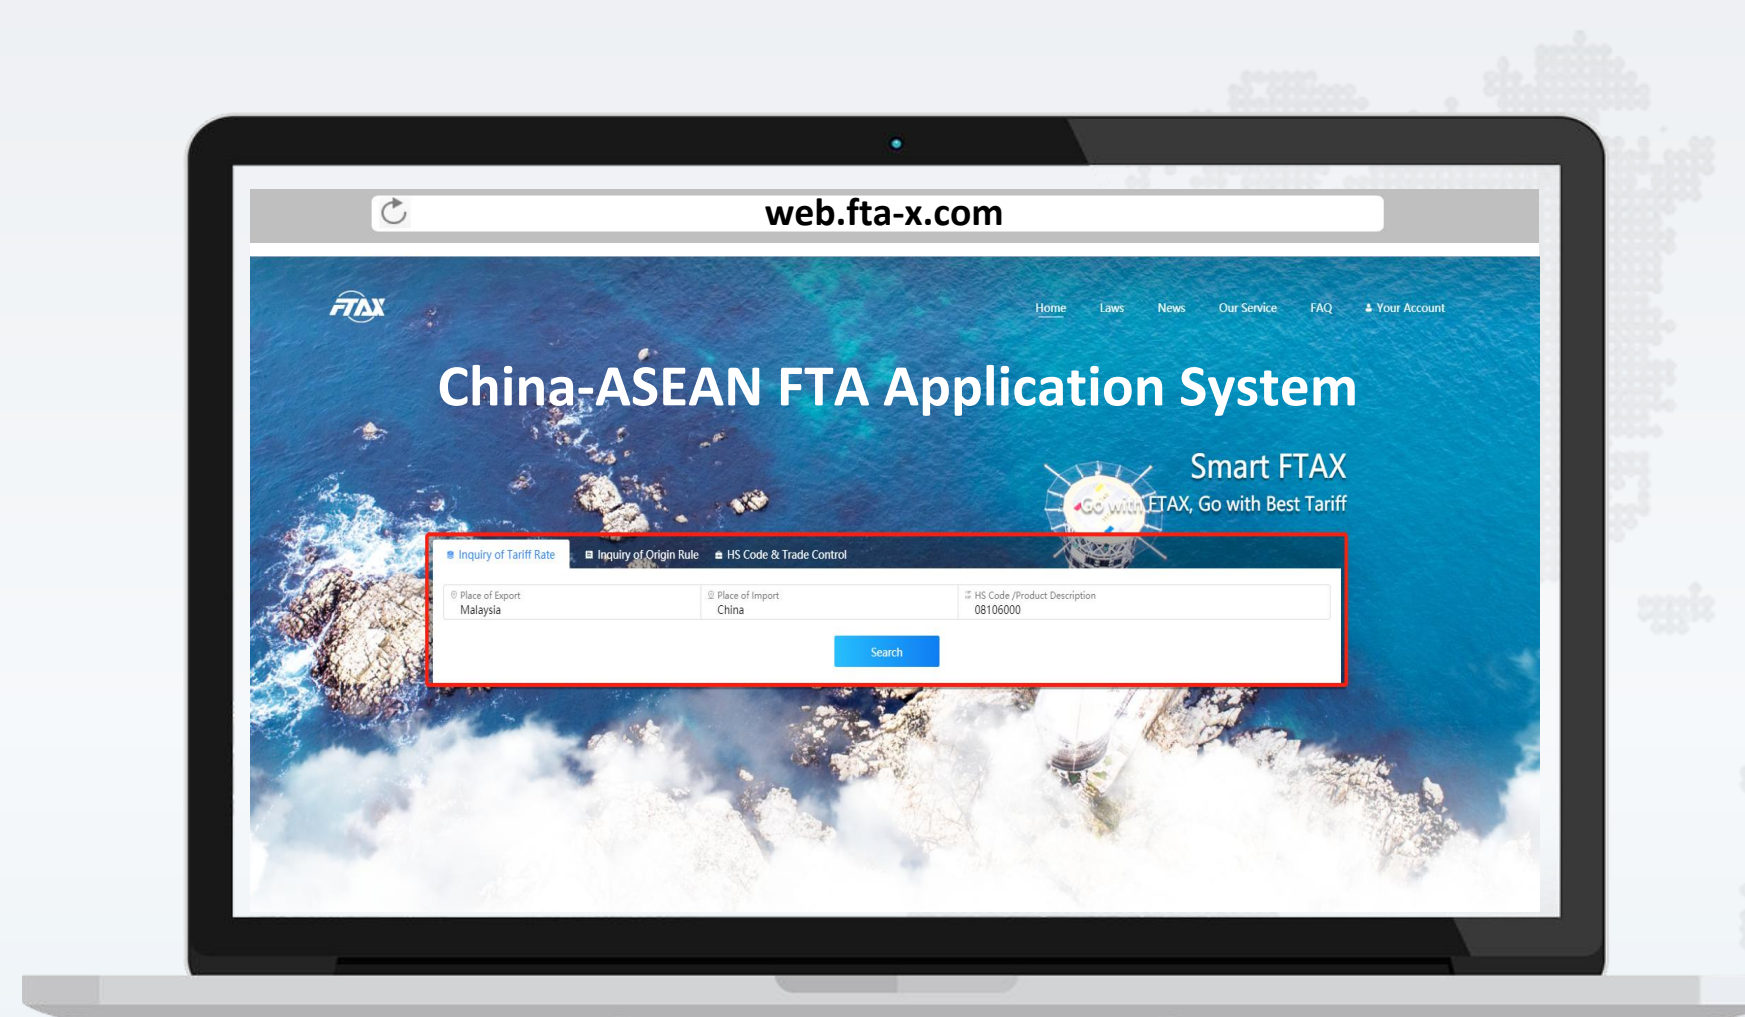 web.fta-x.com
FTAX
Home Laws News Our Service FAQ Your Account
China-ASEAN FTA Application System
Smart FTAX
Go with FTAX, Go with Best Tariff
Inquiry of Tariff Rate Inquiry of Origin Rule HS Code & Trade Control
Place of Export Place of Import HS Code /Product Description
Malaysia China 08106000
Search